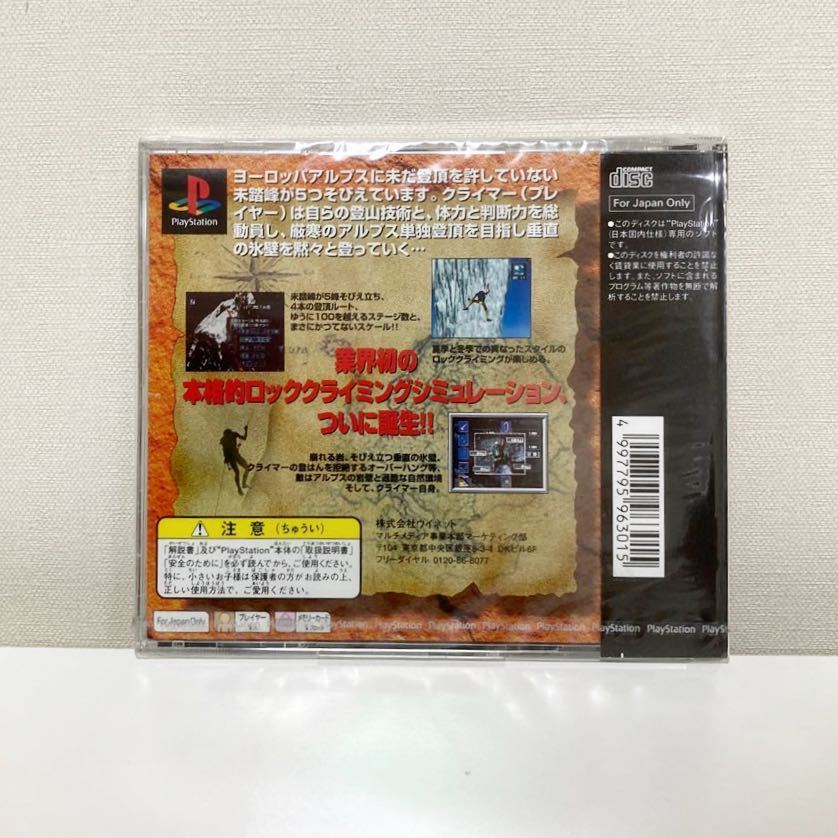 PlayStation
ヨーロッパアルプスに未だ登頂を許していない
未踏峰が5つそびえています。クライマー(プレ
イヤー)は自らの登山技術と、体力と判断力を総
動員し、厳寒のアルプス単独登頂を目指し垂直
の氷壁を黙々と登っていく…
未踏峰が5峰そびえ立ち、
4本の登頂ルート、
ゆうに100を越えるステージ数と、
まさにかつてないスケール!!
夏季と冬季での異なったスタイルの
ロッククライミングが楽しめる。
業界初の
本格的ロッククライミングシミュレーション、
ついに誕生!!
崩れる岩、そびえ立つ垂直の氷壁、
クライマーの登はんを拒絶するオーバーハング等、
敵はアルプスの岩壁と過酷な自然環境
そして、クライマー自身。
注意(ちゅうい)
「解説書」及び"PlayStation"本体の「取扱説明書」
「安全のために」を必ず読んでから、ご使用ください。
特に、小さいお子様は保護者の方がお読みの上、
正しい使用方法で、ご愛用ください。
株式会社ウイネット
マルチメディア事業本部マーケティング部
〒104 東京都中央区銀座8-3-4 DKビル6F
フリーダイヤル 0120-86-8077
For Japan Only
プレイヤー
メモリーカード
PlayStation PlayStation PlayStation PlayStation PlayS
COMPACT
disc
For Japan Only
●このディスクは"PlayStation"
(日本国内仕様)専用のソフト
です。
●このディスクを権利者の許諾な
く賃貸業に使用することを禁止
します。また、ソフトに含まれる
プログラム等著作物を無断で解
析することを禁止します。
4997795963015